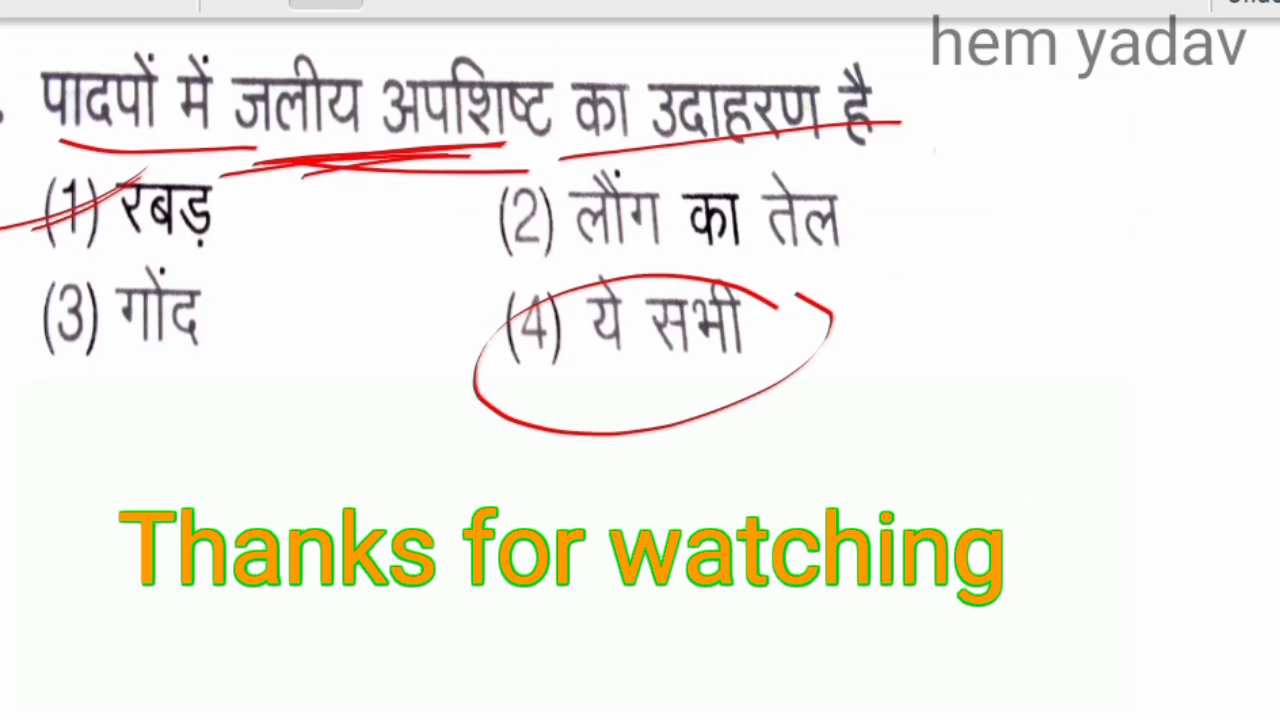 hem yadav
पादपों में जलीय अपशिष्ट का उदाहरण है
(1) रबड़ (2) लौंग का तेल
(3) गोंद (4) ये सभी
Thanks for watching